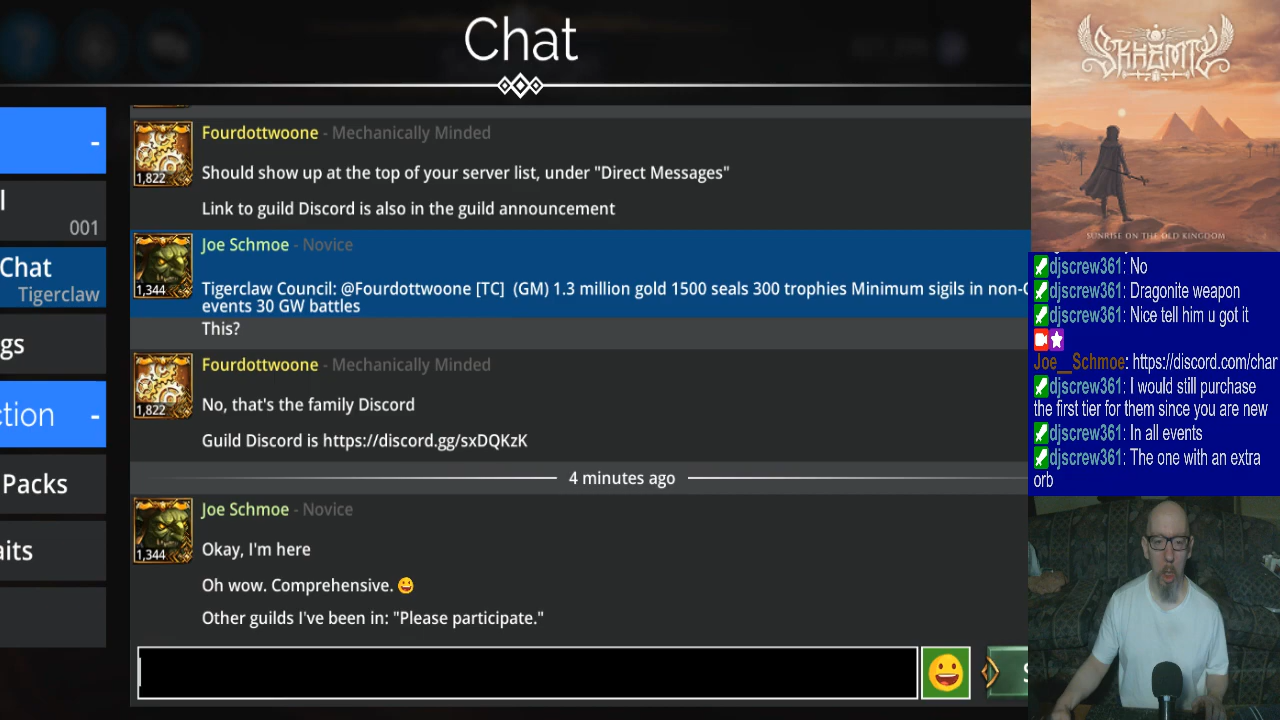 Chat
SKHEMTY
-
l
001
Chat
Tigerclaw
gs
ction -
Packs
aits
Fourdottwoone - Mechanically Minded
1,822
Should show up at the top of your server list, under "Direct Messages"
Link to guild Discord is also in the guild announcement
Joe Schmoe - Novice
1,344
Tigerclaw Council: @Fourdottwoone [TC] (GM) 1.3 million gold 1500 seals 300 trophies Minimum sigils in non-G
events 30 GW battles
This?
Fourdottwoone - Mechanically Minded
1,822
No, that's the family Discord
Guild Discord is https://discord.gg/sxDQKzK
4 minutes ago
Joe Schmoe - Novice
1,344
Okay, I'm here
Oh wow. Comprehensive. 😀
Other guilds I've been in: "Please participate."
S
SUNRISE ON THE OLD KINGDOM
djscrew361: No
djscrew361: Dragonite weapon
djscrew361: Nice tell him u got it
Joe__Schmoe: https://discord.com/char
djscrew361: I would still purchase
the first tier for them since you are new
djscrew361: In all events
djscrew361: The one with an extra
orb